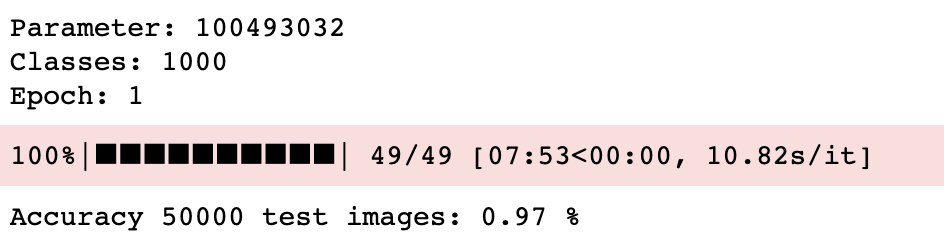 Parameter: 100493032
Classes: 1000
Epoch: 1
100%|██████████| 49/49 [07:53<00:00, 10.82s/it]
Accuracy 50000 test images: 0.97 %